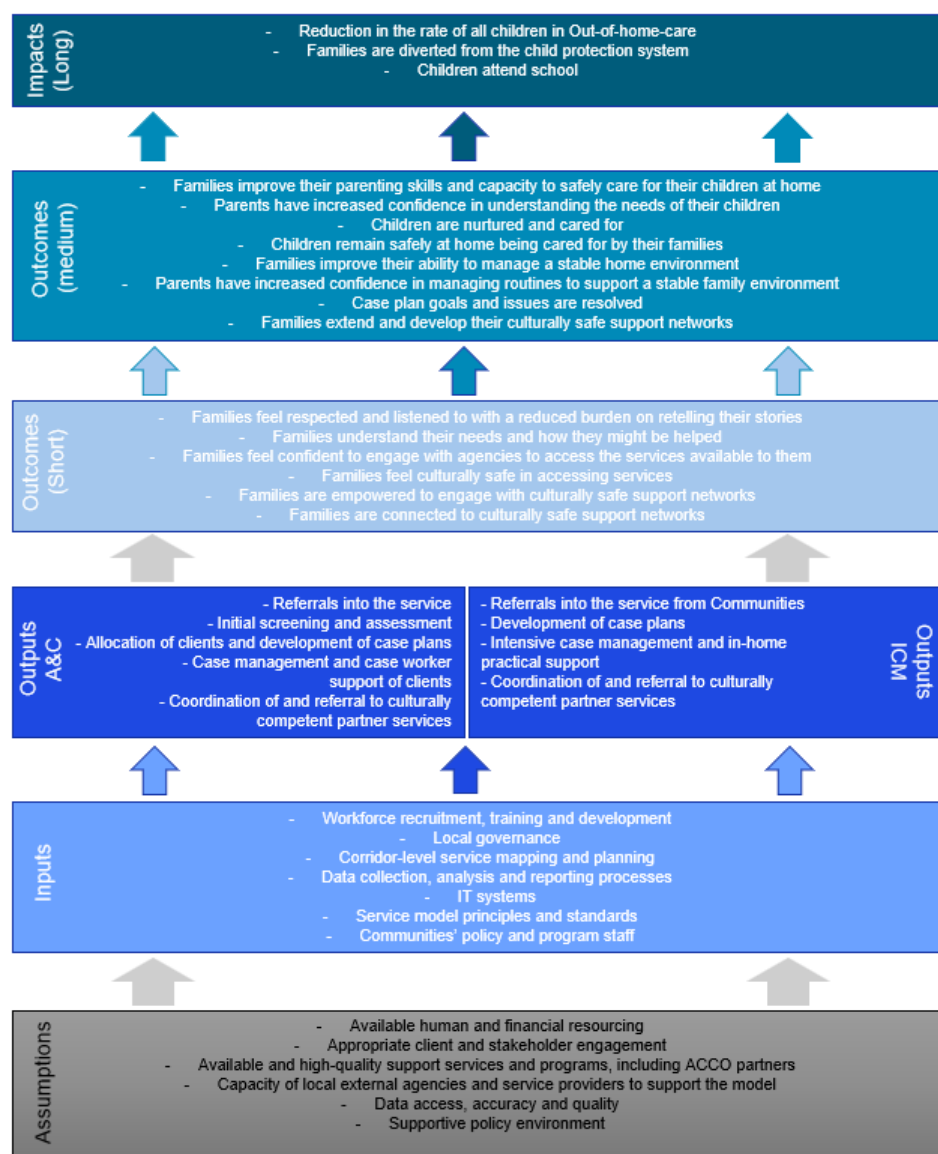 Impacts
(Long)
- Reduction in the rate of all children in Out-of-home-care
- Families are diverted from the child protection system
- Children attend school
Outcomes
(medium)
- Families improve their parenting skills and capacity to safely care for their children at home
- Parents have increased confidence in understanding the needs of their children
- Children are nurtured and cared for
- Children remain safely at home being cared for by their families
- Families improve their ability to manage a stable home environment
- Parents have increased confidence in managing routines to support a stable family environment
- Case plan goals and issues are resolved
- Families extend and develop their culturally safe support networks
Outcomes
(Short)
- Families feel respected and listened to with a reduced burden on retelling their stories
- Families understand their needs and how they might be helped
- Families feel confident to engage with agencies to access the services available to them
- Families feel culturally safe in accessing services
- Families are empowered to engage with culturally safe support networks
- Families are connected to culturally safe support networks
Outputs
A&C
- Referrals into the service
- Initial screening and assessment
- Allocation of clients and development of case plans
- Case management and case worker
support of clients
- Coordination of and referral to culturally
competent partner services
- Referrals into the service from Communities
- Development of case plans
- Intensive case management and in-home
practical support
- Coordination of and referral to culturally
competent partner services
Outputs
ICM
Inputs
- Workforce recruitment, training and development
- Local governance
- Corridor-level service mapping and planning
- Data collection, analysis and reporting processes
- IT systems
- Service model principles and standards
- Communities' policy and program staff
Assumptions
- Available human and financial resourcing
- Appropriate client and stakeholder engagement
- Available and high-quality support services and programs, including ACCO partners
- Capacity of local external agencies and service providers to support the model
- Data access, accuracy and quality
- Supportive policy environment